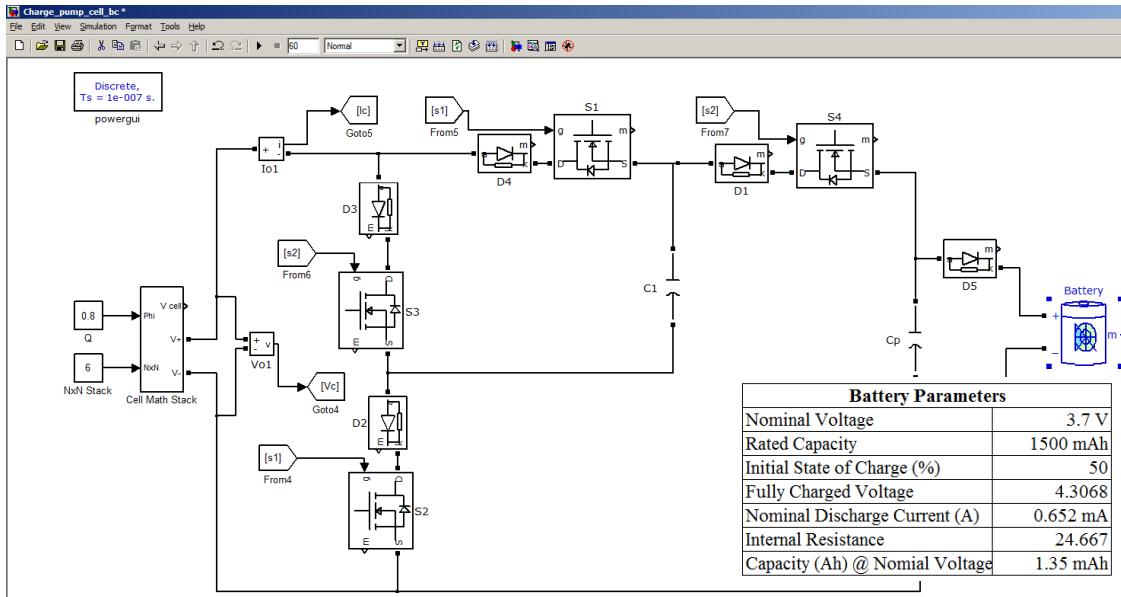 Charge_pump_cell_bc *
File Edit View Simulation Format Tools Help
60 Normal
Discrete,
Ts = 1e-007 s.
powergui
[Ic]
Goto5
+ i
-
Io1
[s1]
From5
S1
g m
D S
a m
k
D4
[s2]
From7
S4
g m
D S
a m
k
D1
D3
a
m k
[s2]
From6
g D
S3
m S
C1
a m
k
D5
Battery
+
m
-
Cp
0.8
Q
6
NxN Stack
V cell
Phi
V+
NxN
V-
Cell Math Stack
+ v
-
Vo1
[Vc]
Goto4
D2
a
m k
[s1]
From4
g D
S2
m S
Battery Parameters
Nominal Voltage 3.7 V
Rated Capacity 1500 mAh
Initial State of Charge (%) 50
Fully Charged Voltage 4.3068
Nominal Discharge Current (A) 0.652 mA
Internal Resistance 24.667
Capacity (Ah) @ Nomial Voltage 1.35 mAh